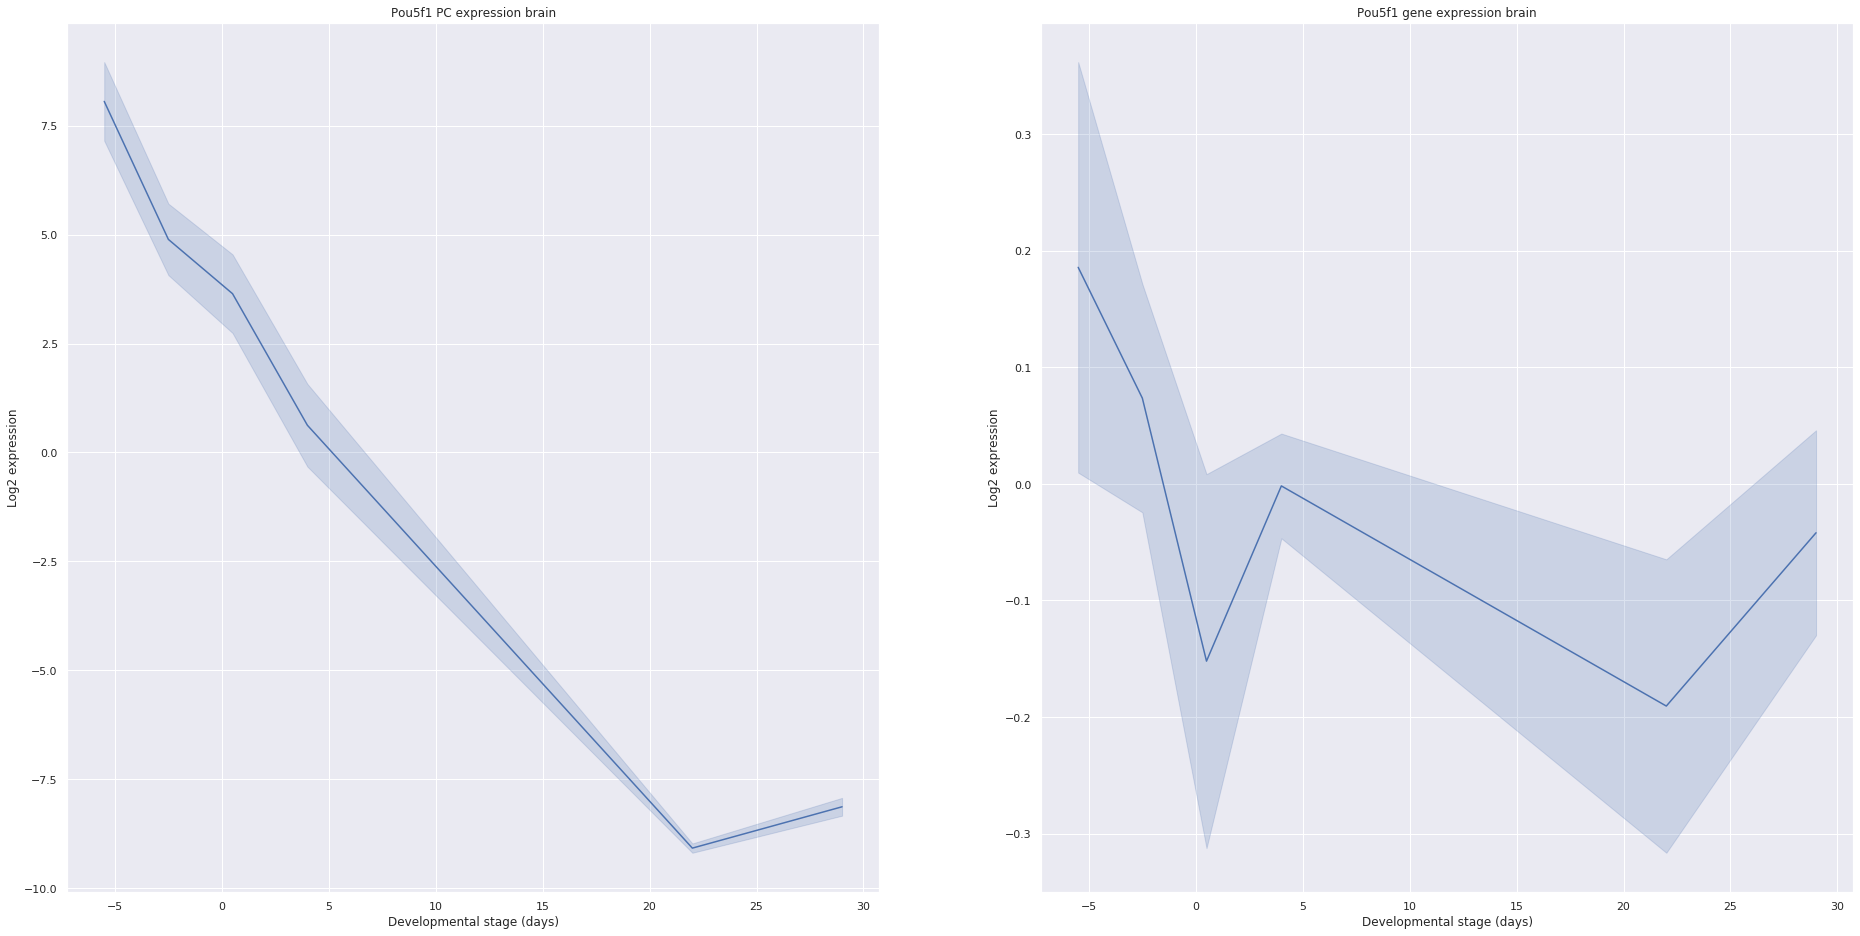 Pou5f1 PC expression brain
Log2 expression
7.5
5.0
2.5
0.0
−2.5
−5.0
−7.5
−10.0
−5 0 5 10 15 20 25 30
Developmental stage (days)
Pou5f1 gene expression brain
Log2 expression
0.3
0.2
0.1
0.0
−0.1
−0.2
−0.3
−5 0 5 10 15 20 25 30
Developmental stage (days)